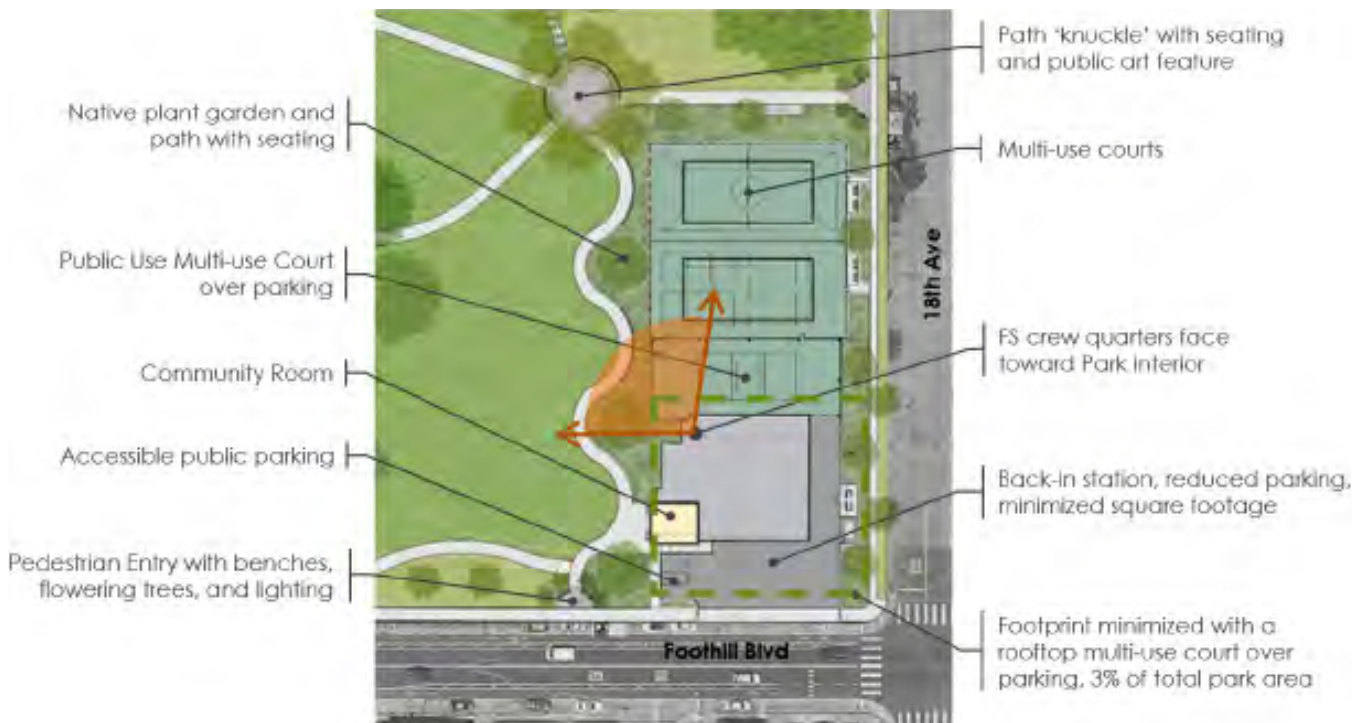 Path 'knuckle' with seating
and public art feature
Native plant garden and
path with seating
Multi-use courts
Public Use Multi-use Court
over parking
18th Ave
FS crew quarters face
toward Park interior
Community Room
Accessible public parking
Back-in station, reduced parking,
minimized square footage
Pedestrian Entry with benches,
flowering trees, and lighting
Footprint minimized with a
rooftop multi-use court over
parking, 3% of total park area
Foothill Blvd